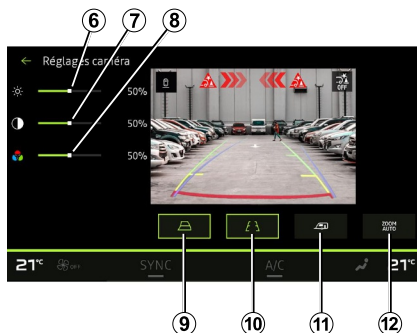 6 7 8
← Réglages caméra
50%
OFF
50%
50%
ZOOM
AUTO
21°C OFF SYNC A/C 21°C
9 10 11 12